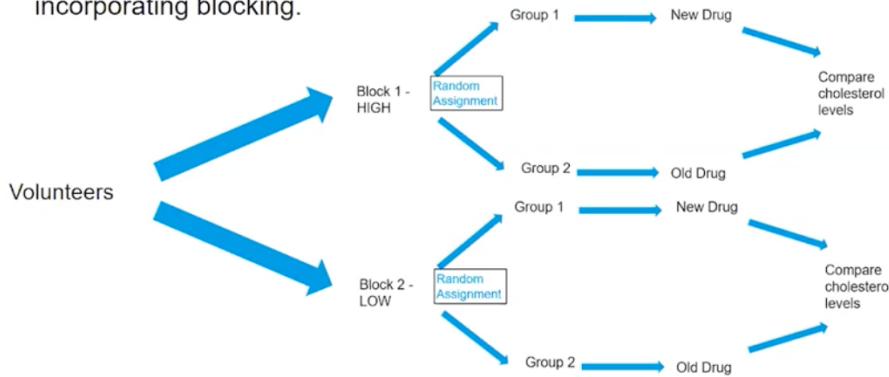 incorporating blocking.
Group 1
New Drug
Block 1 -
HIGH
Random
Assignment
Compare
cholesterol
levels
Group 2
Old Drug
Volunteers
Group 1
New Drug
Block 2 -
LOW
Random
Assignment
Compare
cholestero
levels
Group 2
Old Drug